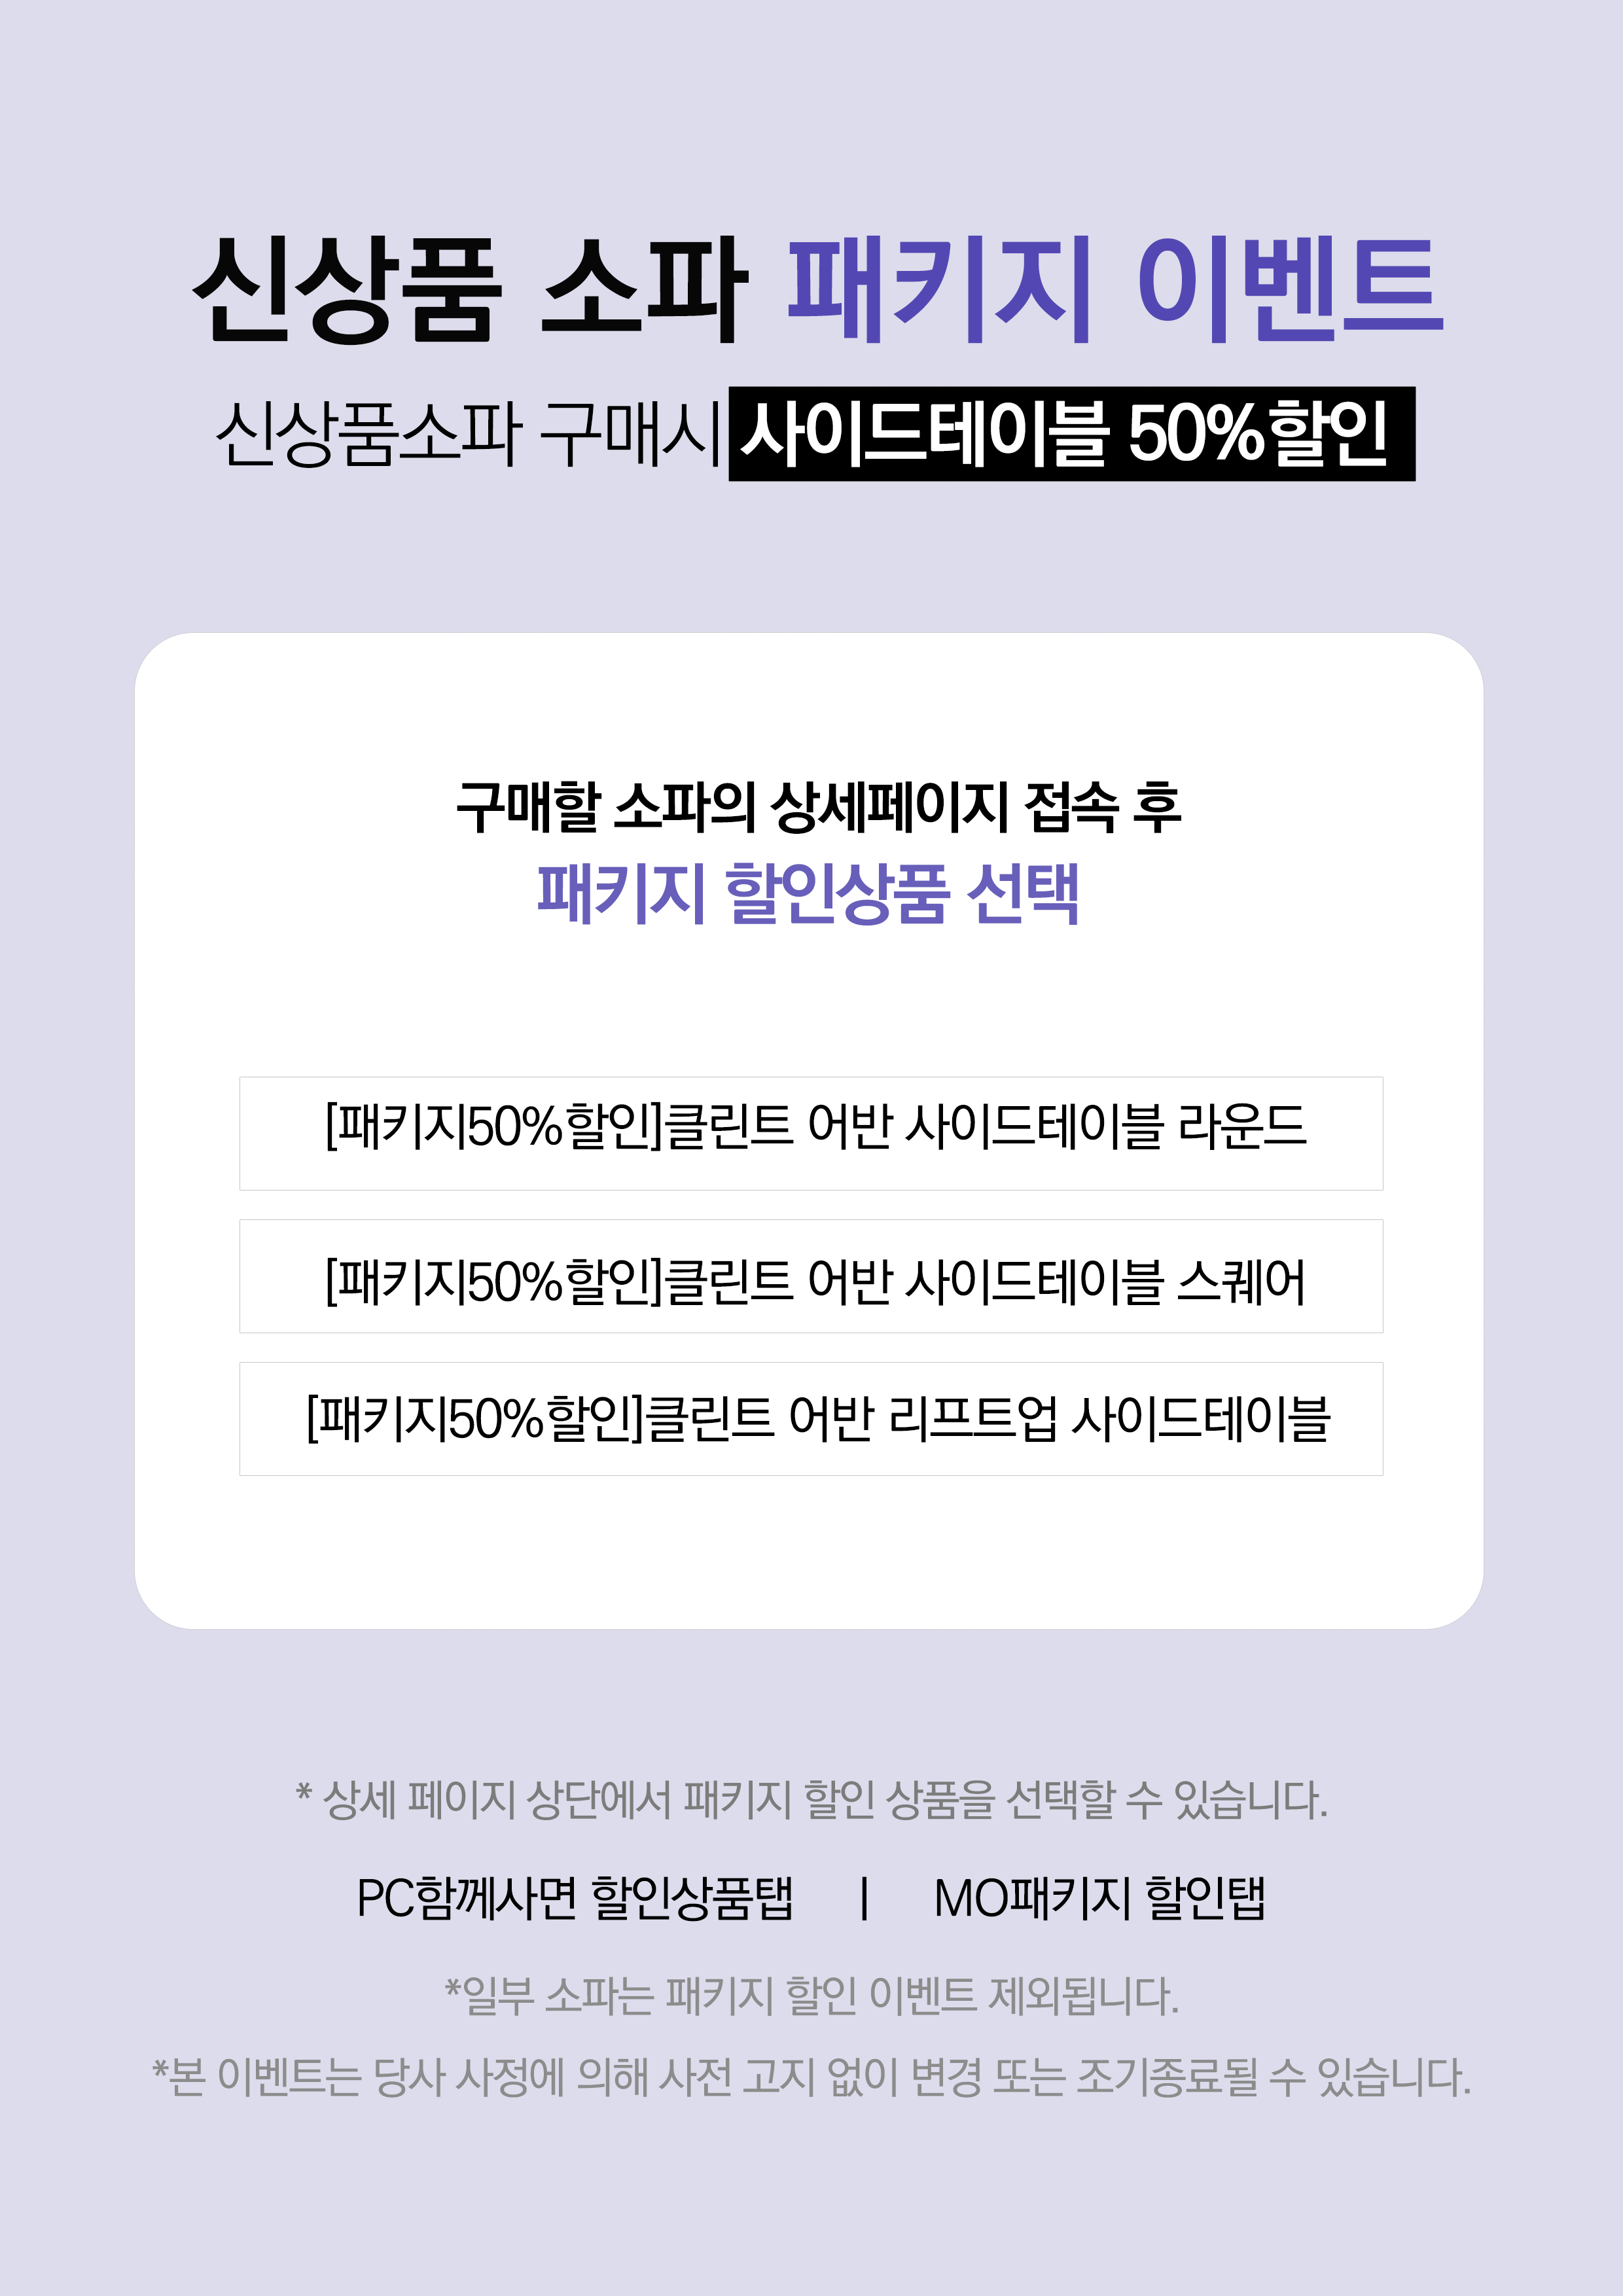 신상품 소파 패키지 이벤트
신상품소파 구매시 사이드테이블 50%할인
구매할 소파의 상세페이지 접속 후
패키지 할인상품 선택
[패키지50%할인]클린트 어반 사이드테이블 라운드
[패키지50%할인]클린트 어반 사이드테이블 스퀘어
[패키지50%할인]클린트 어반 리프트업 사이드테이블
* 상세 페이지 상단에서 패키지 할인 상품을 선택할 수 있습니다.
PC함께사면 할인상품탭 | MO패키지 할인탭
*일부 소파는 패키지 할인 이벤트 제외됩니다.
*본 이벤트는 당사 사정에 의해 사전 고지 없이 변경 또는 조기종료될 수 있습니다.